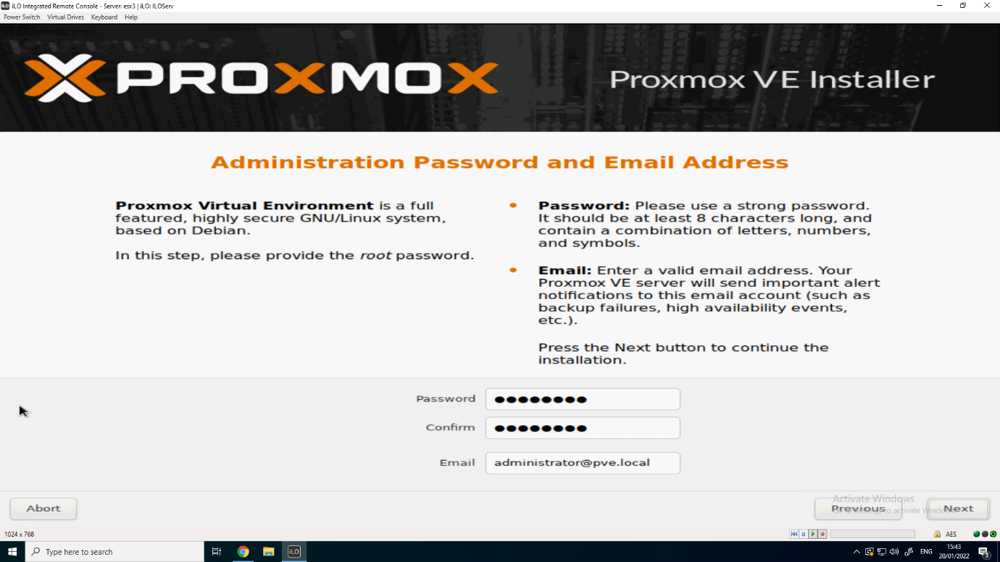 iLO iLO Integrated Remote Console - Server: esx3 | iLO: ILOServ
Power Switch Virtual Drives Keyboard Help
PROXMOX
Proxmox VE Installer
Administration Password and Email Address
Proxmox Virtual Environment is a full
featured, highly secure GNU/Linux system,
based on Debian.
In this step, please provide the root password.
• Password: Please use a strong password.
It should be at least 8 characters long, and
contain a combination of letters, numbers,
and symbols.
• Email: Enter a valid email address. Your
Proxmox VE server will send important alert
notifications to this email account (such as
backup failures, high availability events,
etc.).
Press the Next button to continue the
installation.
Password ●●●●●●●●
Confirm ●●●●●●●●
Email administrator@pve.local
Activate Windows
Abort
Previous
Next
to activate
1024 x 768
AES
Type here to search
iLO
ENG
15:43
20/01/2022
3